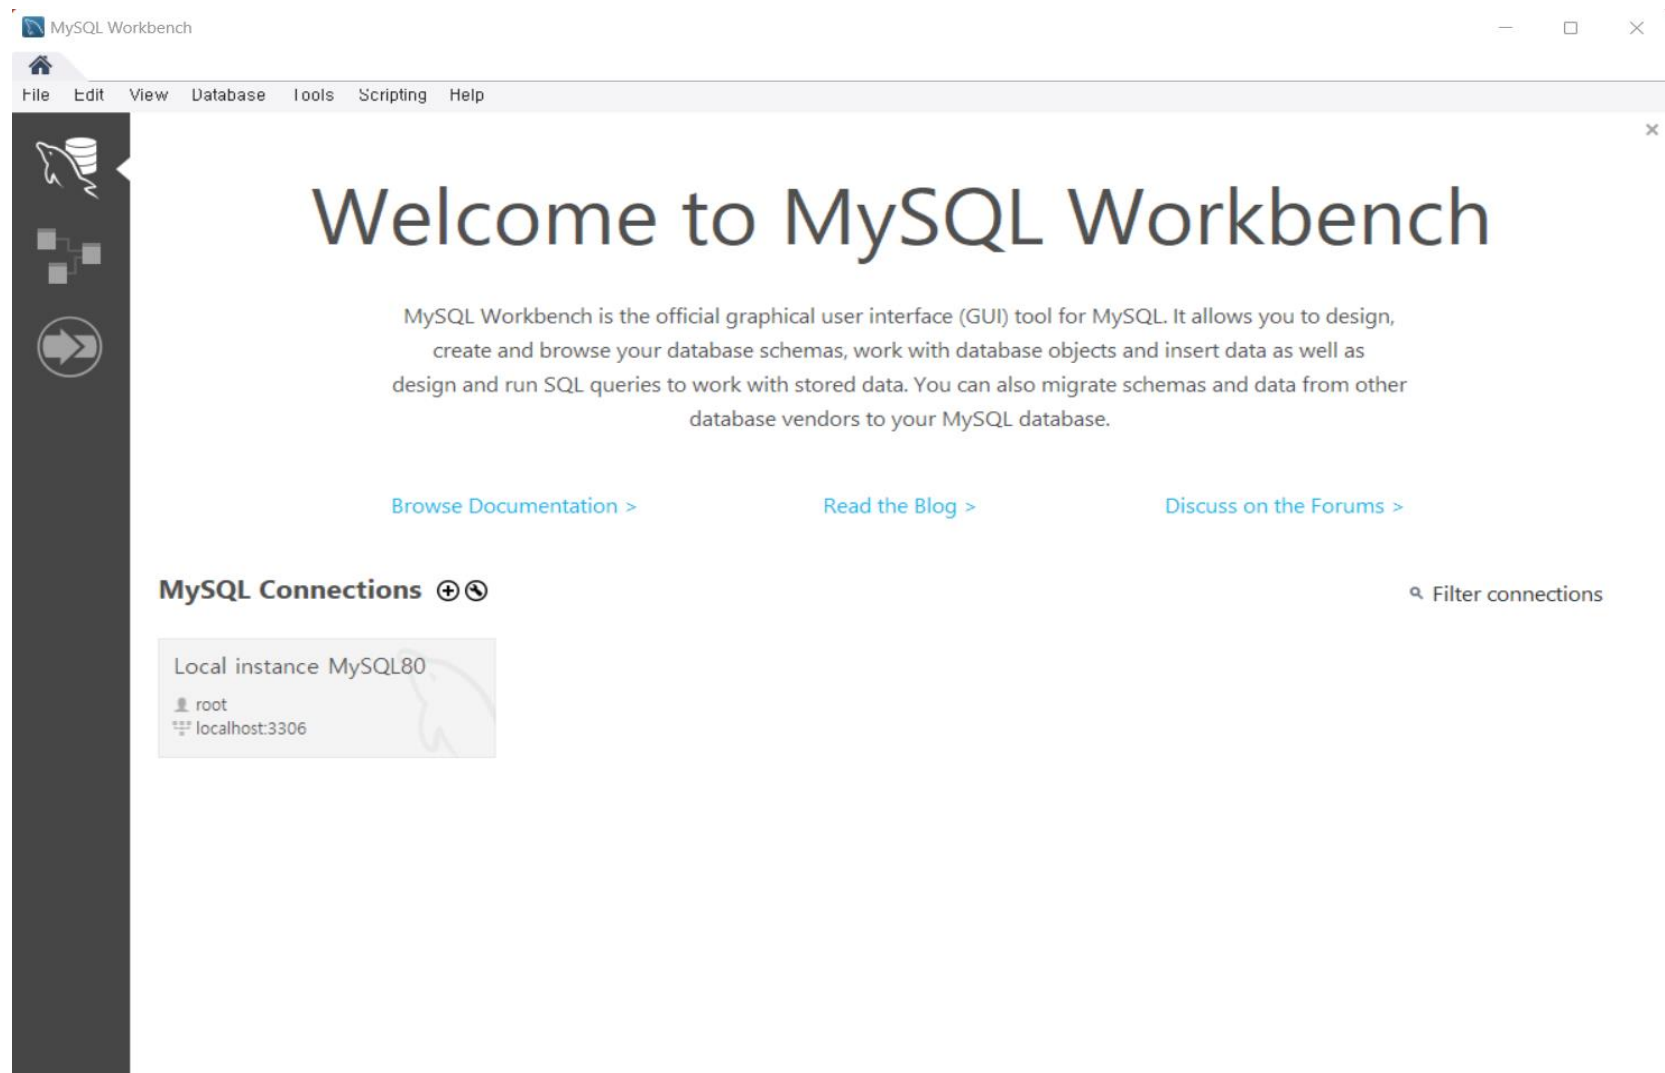 MySQL Workbench
File Edit View Database Tools Scripting Help
Welcome to MySQL Workbench
MySQL Workbench is the official graphical user interface (GUI) tool for MySQL. It allows you to design,
create and browse your database schemas, work with database objects and insert data as well as
design and run SQL queries to work with stored data. You can also migrate schemas and data from other
database vendors to your MySQL database.
Browse Documentation > Read the Blog > Discuss on the Forums >
MySQL Connections Filter connections
Local instance MySQL80
root
localhost:3306